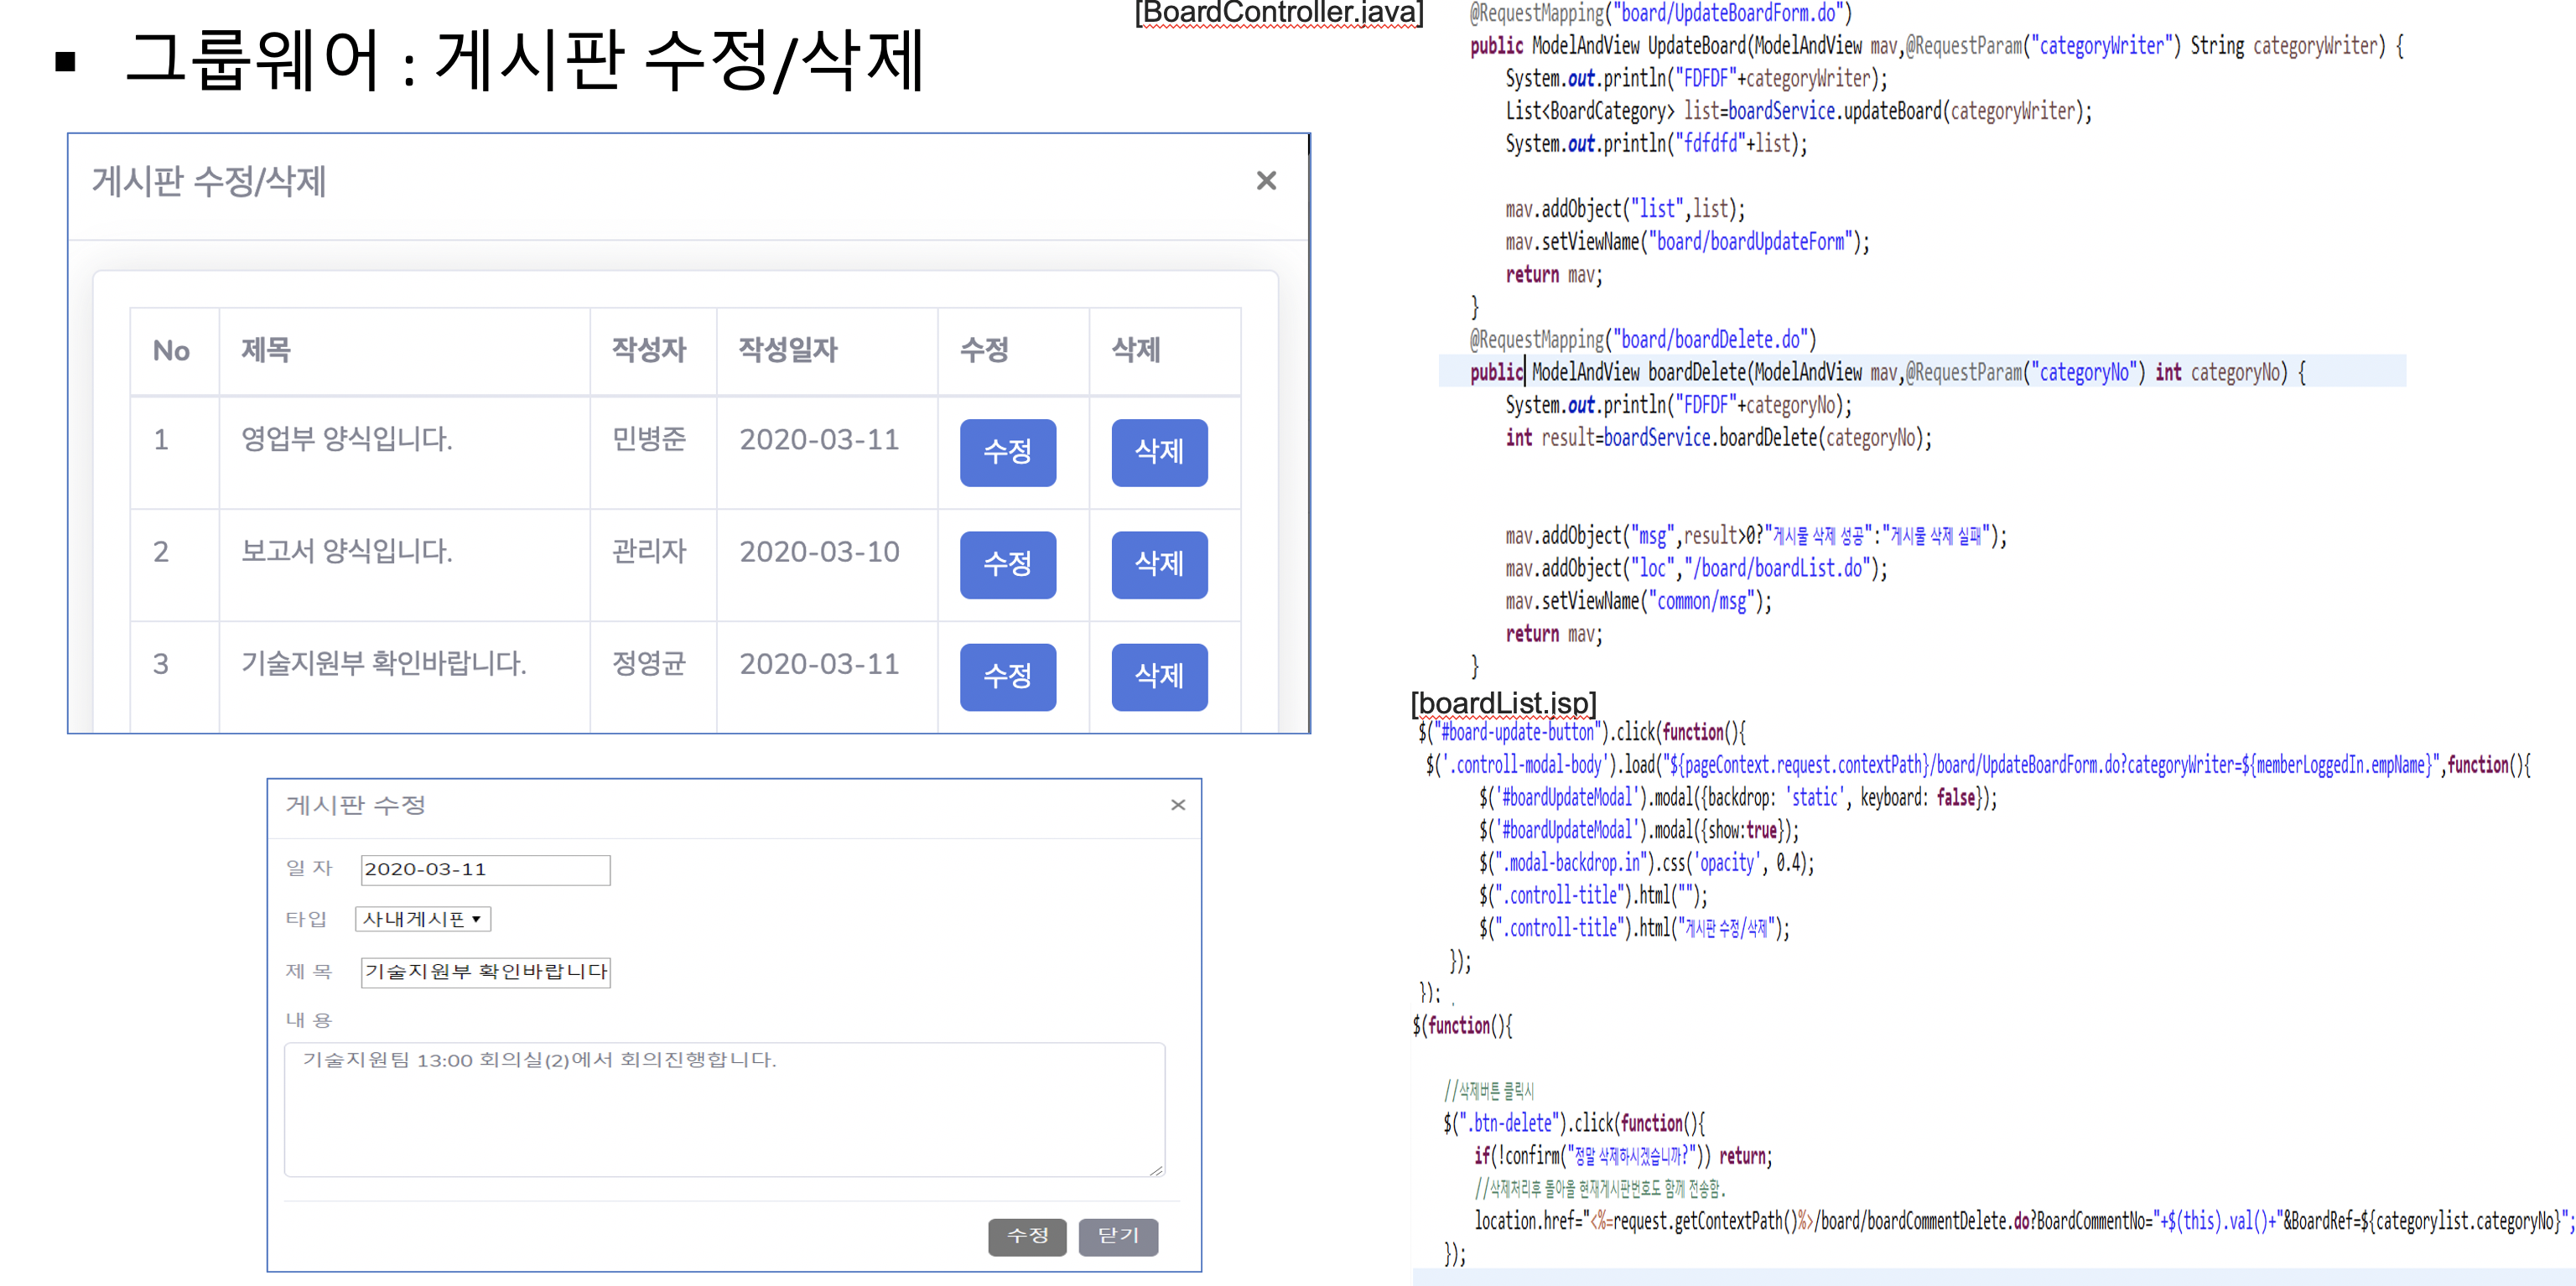 ▪ 그룹웨어 : 게시판 수정/삭제
게시판 수정/삭제 ×
No 제목 작성자 작성일자 수정 삭제
1 영업부 양식입니다. 민병준 2020-03-11 수정 삭제
2 보고서 양식입니다. 관리자 2020-03-10 수정 삭제
3 기술지원부 확인바랍니다. 정영균 2020-03-11 수정 삭제
게시판 수정 ×
일 자 2020-03-11
타입 사내게시판 ▾
제 목 기술지원부 확인바랍니다
내 용
기술지원팀 13:00 회의실(2)에서 회의진행합니다.
수정 닫기
[BoardController.java]
@RequestMapping("board/UpdateBoardForm.do")
public ModelAndView UpdateBoard(ModelAndView mav,@RequestParam("categoryWriter") String categoryWriter) {
System.out.println("FDFDF"+categoryWriter);
List<BoardCategory> list=boardService.updateBoard(categoryWriter);
System.out.println("fdfdfd"+list);
mav.addObject("list",list);
mav.setViewName("board/boardUpdateForm");
return mav;
}
@RequestMapping("board/boardDelete.do")
public ModelAndView boardDelete(ModelAndView mav,@RequestParam("categoryNo") int categoryNo) {
System.out.println("FDFDF"+categoryNo);
int result=boardService.boardDelete(categoryNo);
mav.addObject("msg",result>0?"게시물 삭제 성공":"게시물 삭제 실패");
mav.addObject("loc","/board/boardList.do");
mav.setViewName("common/msg");
return mav;
}
[boardList.jsp]
$("#board-update-button").click(function(){
$('.controll-modal-body').load("${pageContext.request.contextPath}/board/UpdateBoardForm.do?categoryWriter=${memberLoggedIn.empName}",function(){
$('#boardUpdateModal').modal({backdrop: 'static', keyboard: false});
$('#boardUpdateModal').modal({show:true});
$(".modal-backdrop.in").css('opacity', 0.4);
$(".controll-title").html("");
$(".controll-title").html("게시판 수정/삭제");
});
});
$(function(){
//삭제버튼 클릭시
$(".btn-delete").click(function(){
if(!confirm("정말 삭제하시겠습니까?")) return;
//삭제처리후 돌아올 현재게시판번호도 함께 전송함.
location.href="<%=request.getContextPath()%>/board/boardCommentDelete.do?BoardCommentNo="+$(this).val()+"&BoardRef=${categorylist.categoryNo}";
});